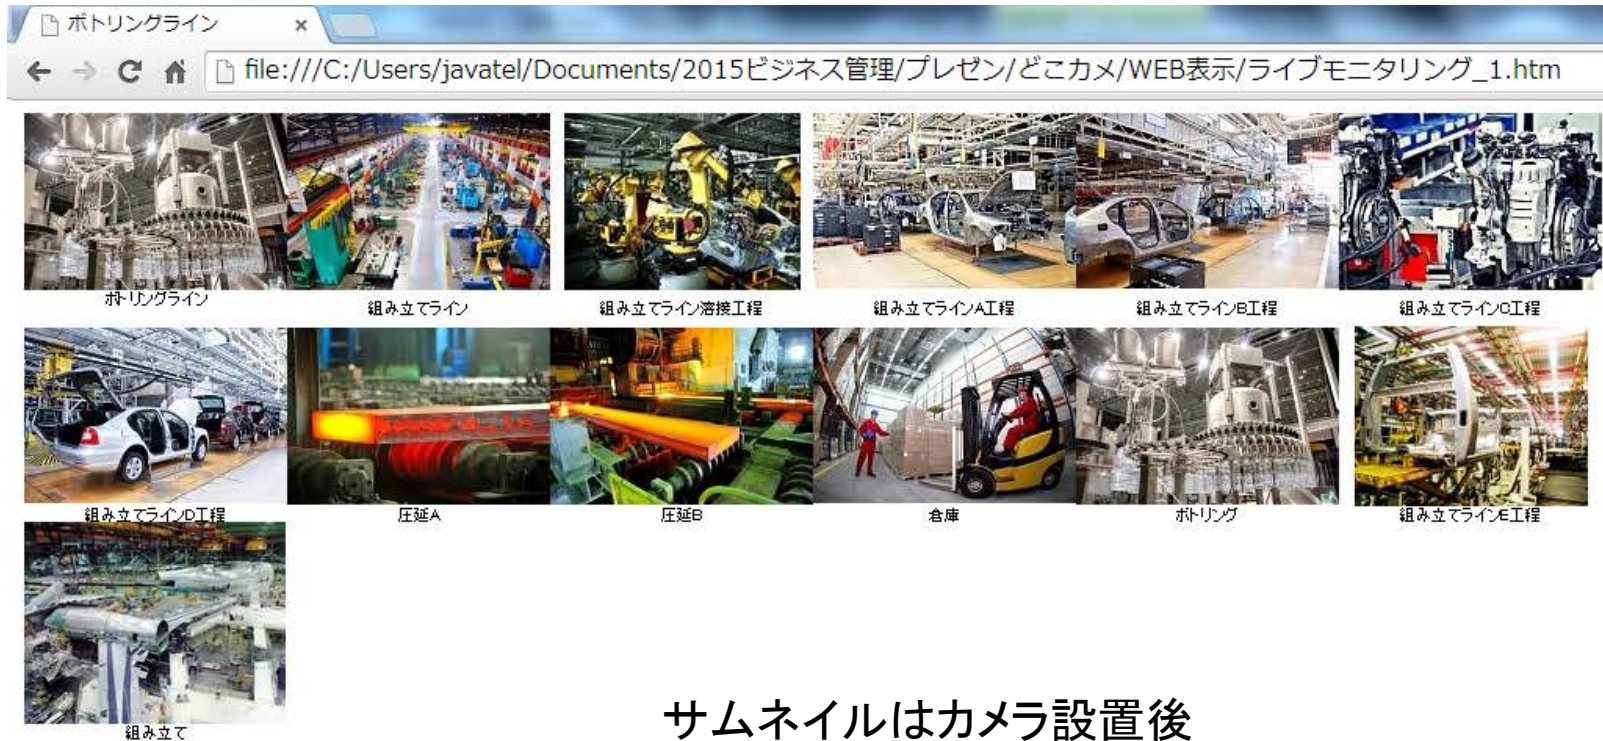 ボトリングライン
file:///C:/Users/javatel/Documents/2015ビジネス管理/プレゼン/どこカメ/WEB表示/ライブモニタリング_1.htm
ボトリングライン
組み立てライン
組み立てライン溶接工程
組み立てラインA工程
組み立てラインB工程
組み立てラインC工程
組み立てラインD工程
圧延A
圧延B
倉庫
ボトリング
組み立てラインE工程
組み立て
サムネイルはカメラ設置後